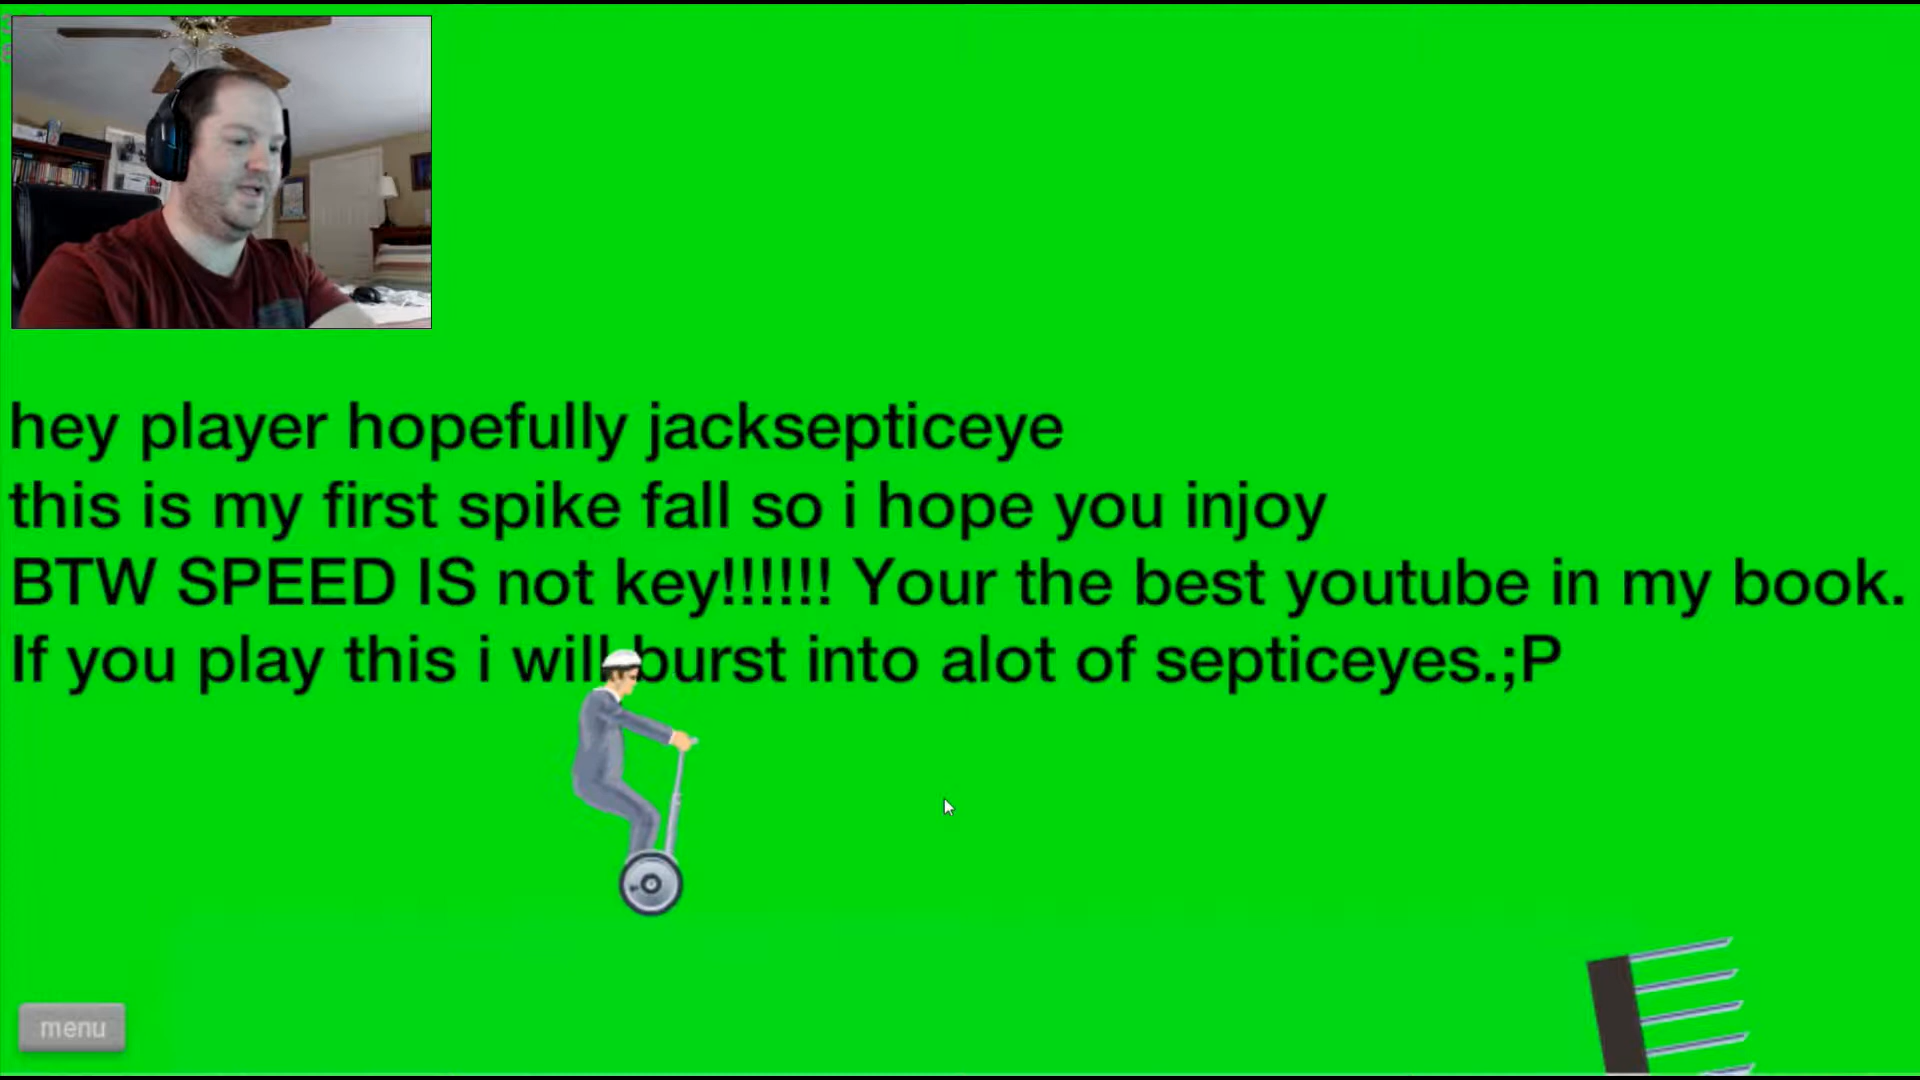 hey player hopefully jacksepticeye
this is my first spike fall so i hope you injoy
BTW SPEED IS not key!!!!!! Your the best youtube in my book.
If you play this i will burst into alot of septiceyes.;P
menu